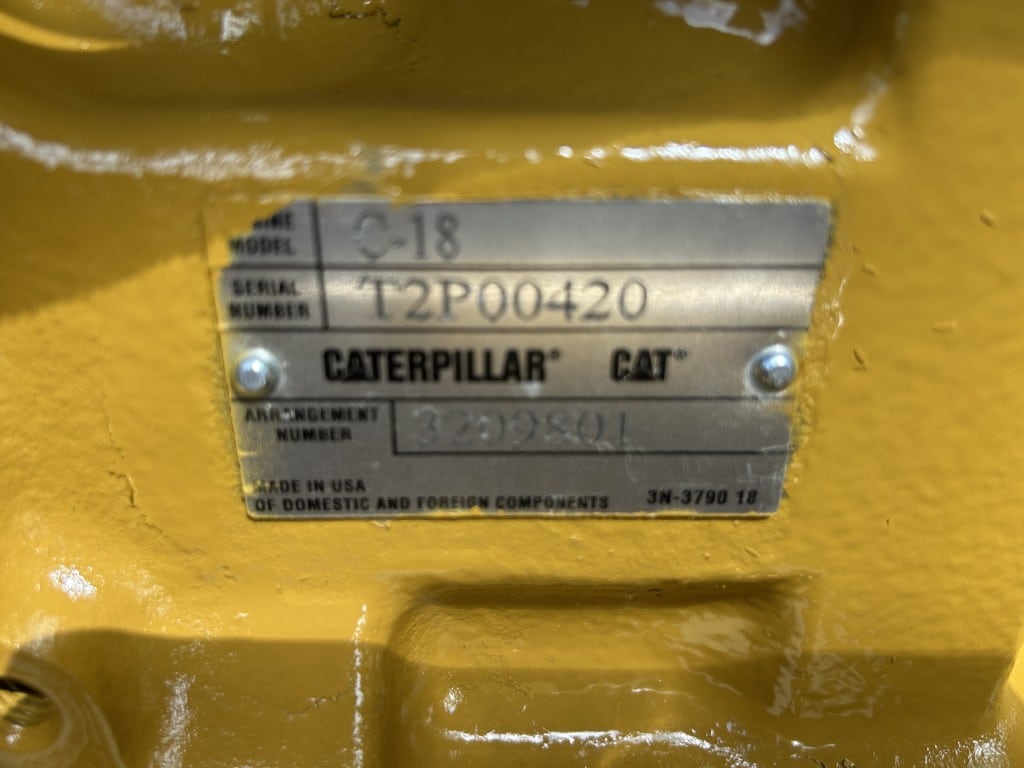 MODEL C-18
SERIAL
NUMBER T2P00420
CATERPILLAR® CAT®
ARRANGEMENT
NUMBER 3209801
MADE IN USA
OF DOMESTIC AND FOREIGN COMPONENTS 3N-3790 18